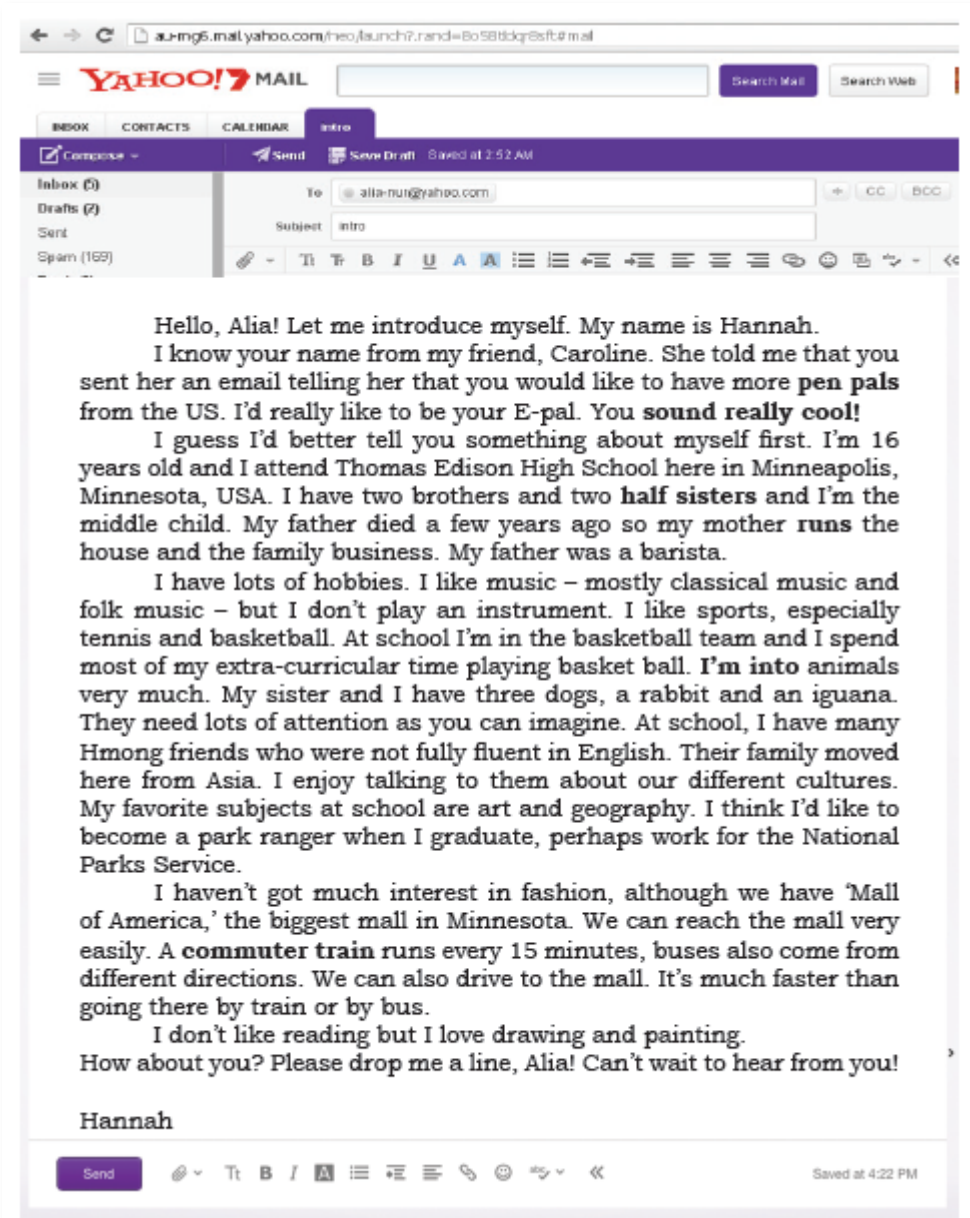 au-mg6.mail.yahoo.com/neo/launch?.rand=8o58tldqr8sft#mail
YAHOO!7 MAIL
Search Mail
Search Web
INBOX
CONTACTS
CALENDAR
intro
Compose
Send
Save Draft
Saved at 2:52 AM
Inbox (5)
Drafts (2)
Sent
Spam (169)
To
alia-nur@yahoo.com
CC
BCC
Subject
intro
Hello, Alia! Let me introduce myself. My name is Hannah.
I know your name from my friend, Caroline. She told me that you
sent her an email telling her that you would like to have more pen pals
from the US. I'd really like to be your E-pal. You sound really cool!
I guess I'd better tell you something about myself first. I'm 16
years old and I attend Thomas Edison High School here in Minneapolis,
Minnesota, USA. I have two brothers and two half sisters and I'm the
middle child. My father died a few years ago so my mother runs the
house and the family business. My father was a barista.
I have lots of hobbies. I like music – mostly classical music and
folk music – but I don't play an instrument. I like sports, especially
tennis and basketball. At school I'm in the basketball team and I spend
most of my extra-curricular time playing basket ball. I'm into animals
very much. My sister and I have three dogs, a rabbit and an iguana.
They need lots of attention as you can imagine. At school, I have many
Hmong friends who were not fully fluent in English. Their family moved
here from Asia. I enjoy talking to them about our different cultures.
My favorite subjects at school are art and geography. I think I'd like to
become a park ranger when I graduate, perhaps work for the National
Parks Service.
I haven't got much interest in fashion, although we have 'Mall
of America,' the biggest mall in Minnesota. We can reach the mall very
easily. A commuter train runs every 15 minutes, buses also come from
different directions. We can also drive to the mall. It's much faster than
going there by train or by bus.
I don't like reading but I love drawing and painting.
How about you? Please drop me a line, Alia! Can't wait to hear from you!
Hannah
Send
Saved at 4:22 PM